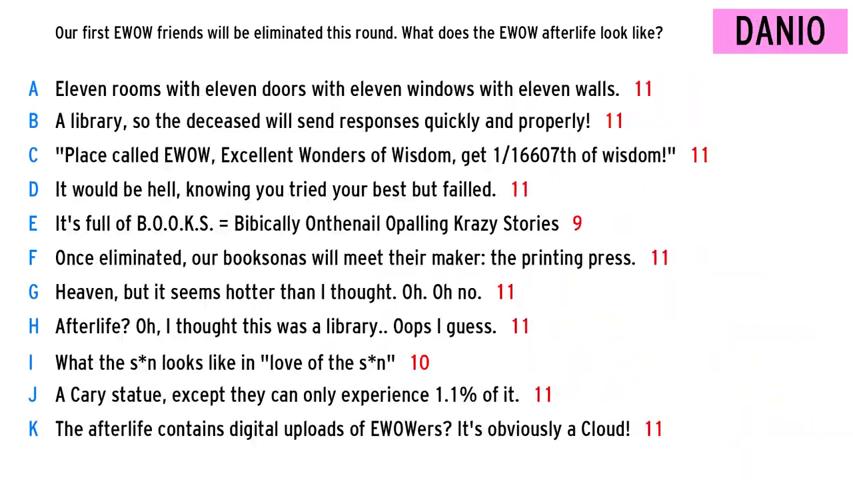 Our first EWOW friends will be eliminated this round. What does the EWOW afterlife look like?
DANIO
A Eleven rooms with eleven doors with eleven windows with eleven walls. 11
B A library, so the deceased will send responses quickly and properly! 11
C "Place called EWOW, Excellent Wonders of Wisdom, get 1/16607th of wisdom!" 11
D It would be hell, knowing you tried your best but failled. 11
E It's full of B.O.O.K.S. = Bibically Onthenail Opalling Krazy Stories 9
F Once eliminated, our booksonas will meet their maker: the printing press. 11
G Heaven, but it seems hotter than I thought. Oh. Oh no. 11
H Afterlife? Oh, I thought this was a library.. Oops I guess. 11
I What the s*n looks like in "love of the s*n" 10
J A Cary statue, except they can only experience 1.1% of it. 11
K The afterlife contains digital uploads of EWOWers? It's obviously a Cloud! 11